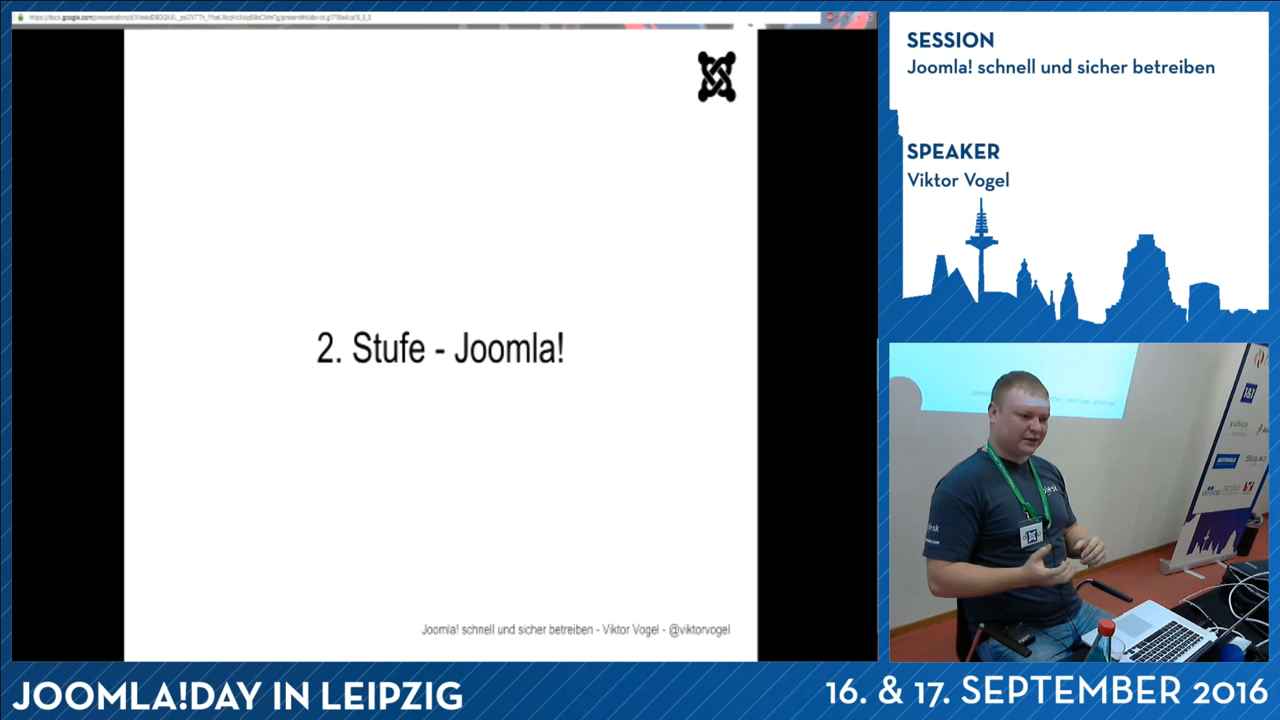 SESSION
Joomla! schnell und sicher betreiben
SPEAKER
Viktor Vogel
2. Stufe - Joomla!
Joomla! schnell und sicher betreiben - Viktor Vogel - @viktorvogel
JOOMLA!DAY IN LEIPZIG
16. & 17. SEPTEMBER 2016